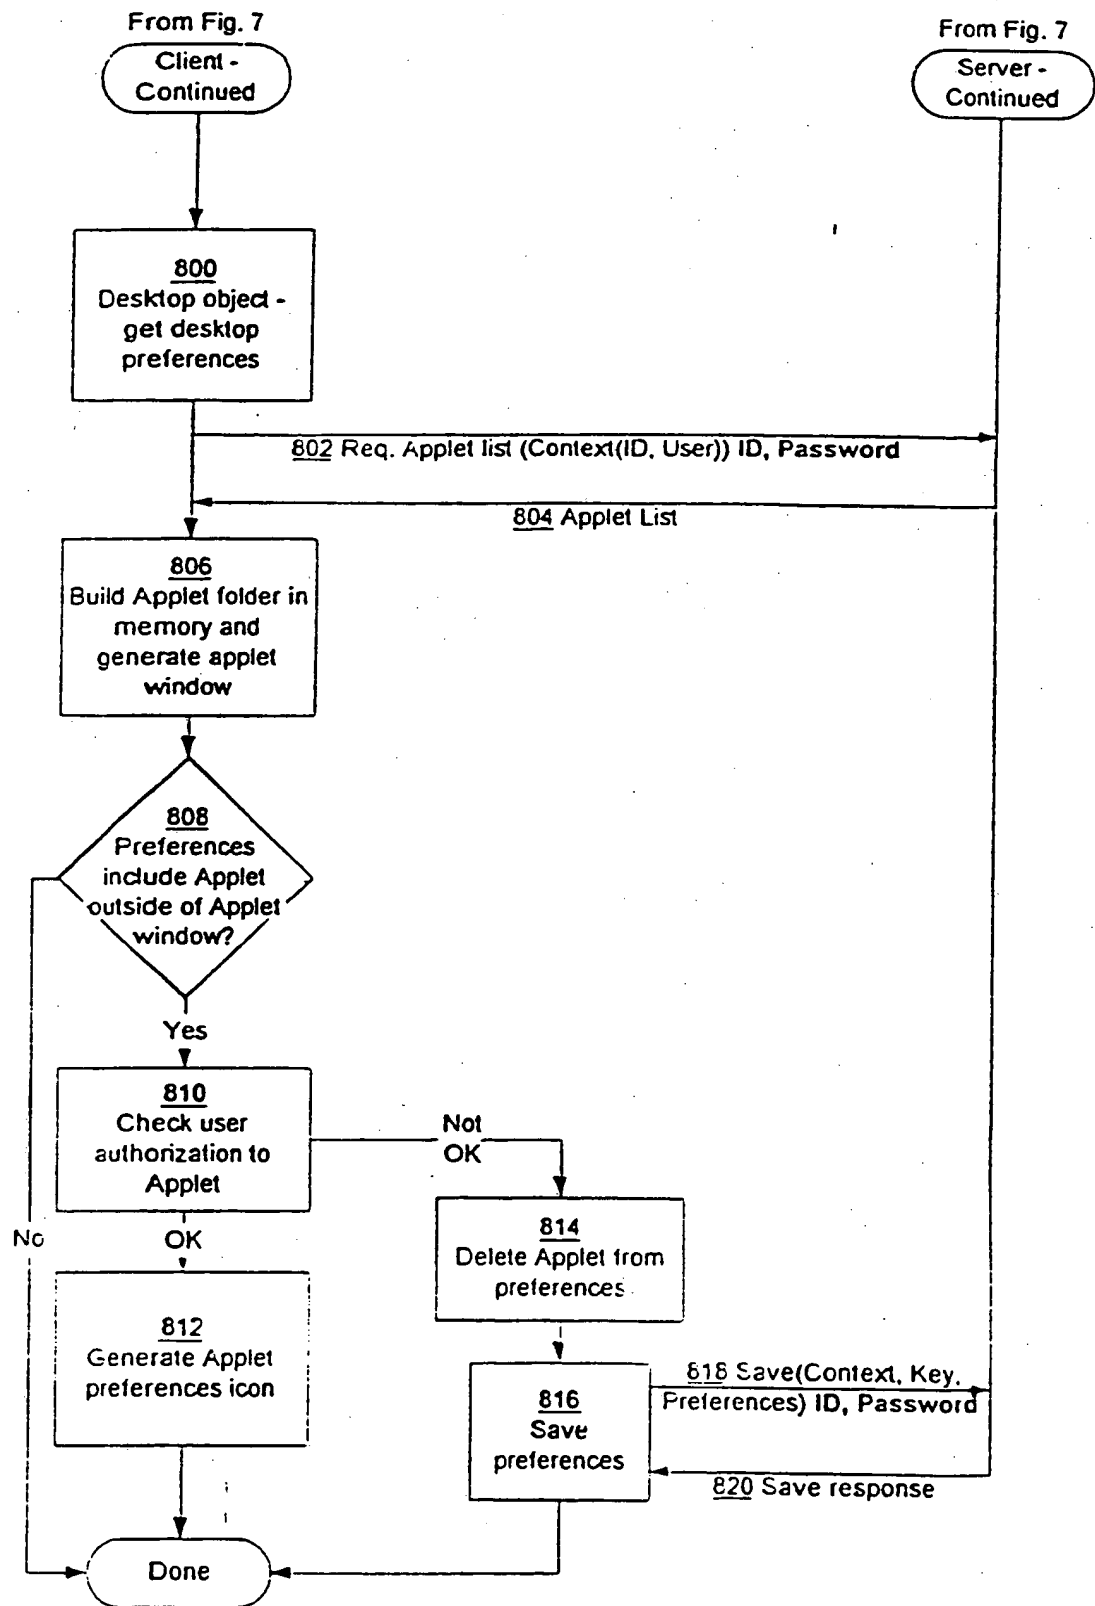 From Fig. 7
Client -
Continued
From Fig. 7
Server -
Continued
800
Desktop object -
get desktop
preferences
802 Req. Applet list (Context(ID, User)) ID, Password
804 Applet List
806
Build Applet folder in
memory and
generate applet
window
808
Preferences
include Applet
outside of Applet
window?
Yes
810
Check user
authorization to
Applet
Not
OK
No
OK
814
Delete Applet from
preferences
812
Generate Applet
preferences icon
816
Save
preferences
818 Save(Context, Key,
Preferences) ID, Password
820 Save response
Done